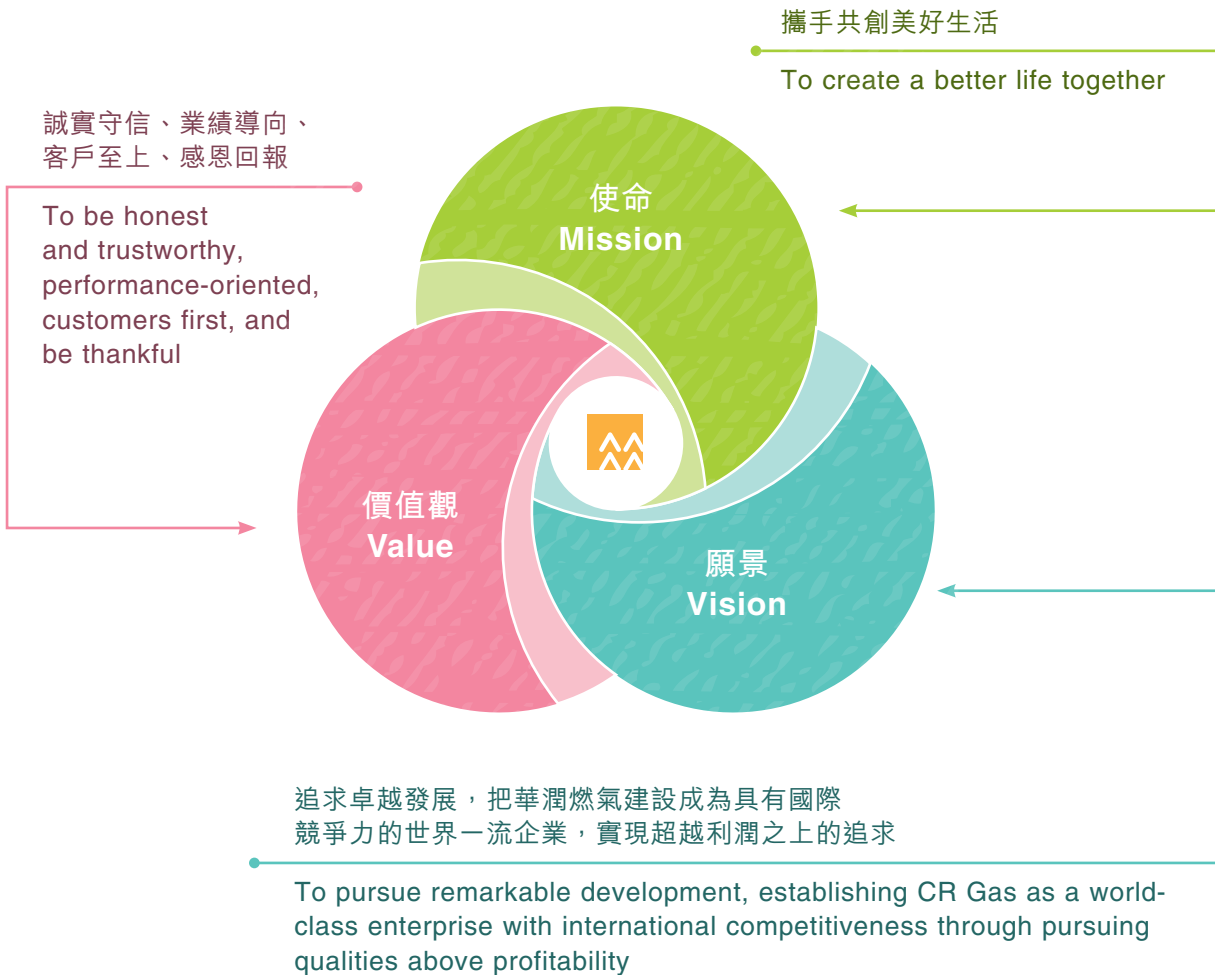 攜手共創美好生活
To create a better life together
誠實守信、業績導向、
客戶至上、感恩回報
To be honest
and trustworthy,
performance-oriented,
customers first, and
be thankful
使命
Mission
價值觀
Value
願景
Vision
追求卓越發展，把華潤燃氣建設成為具有國際
競爭力的世界一流企業，實現超越利潤之上的追求
To pursue remarkable development, establishing CR Gas as a world-
class enterprise with international competitiveness through pursuing
qualities above profitability